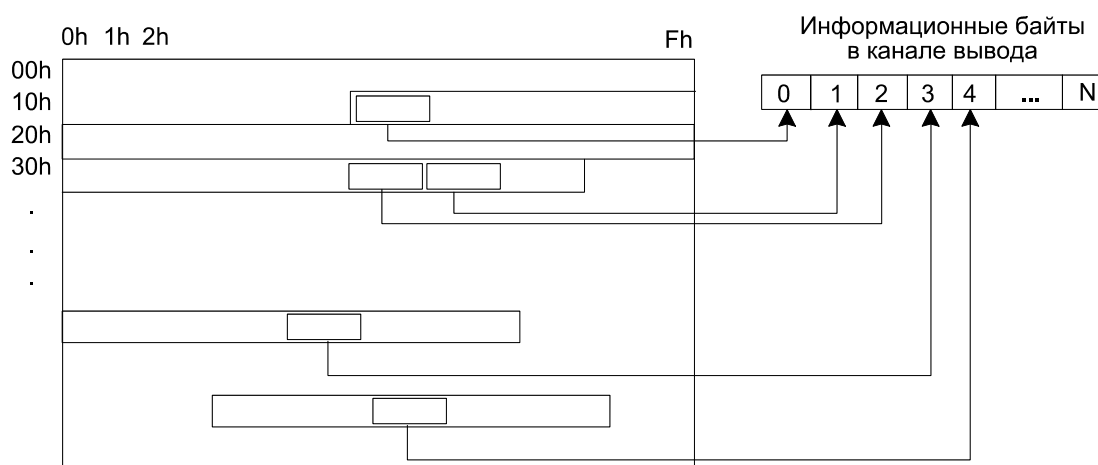 Информационные байты
в канале вывода
0h 1h 2h Fh
00h
10h
20h
30h
.
.
.
0 1 2 3 4 ... N